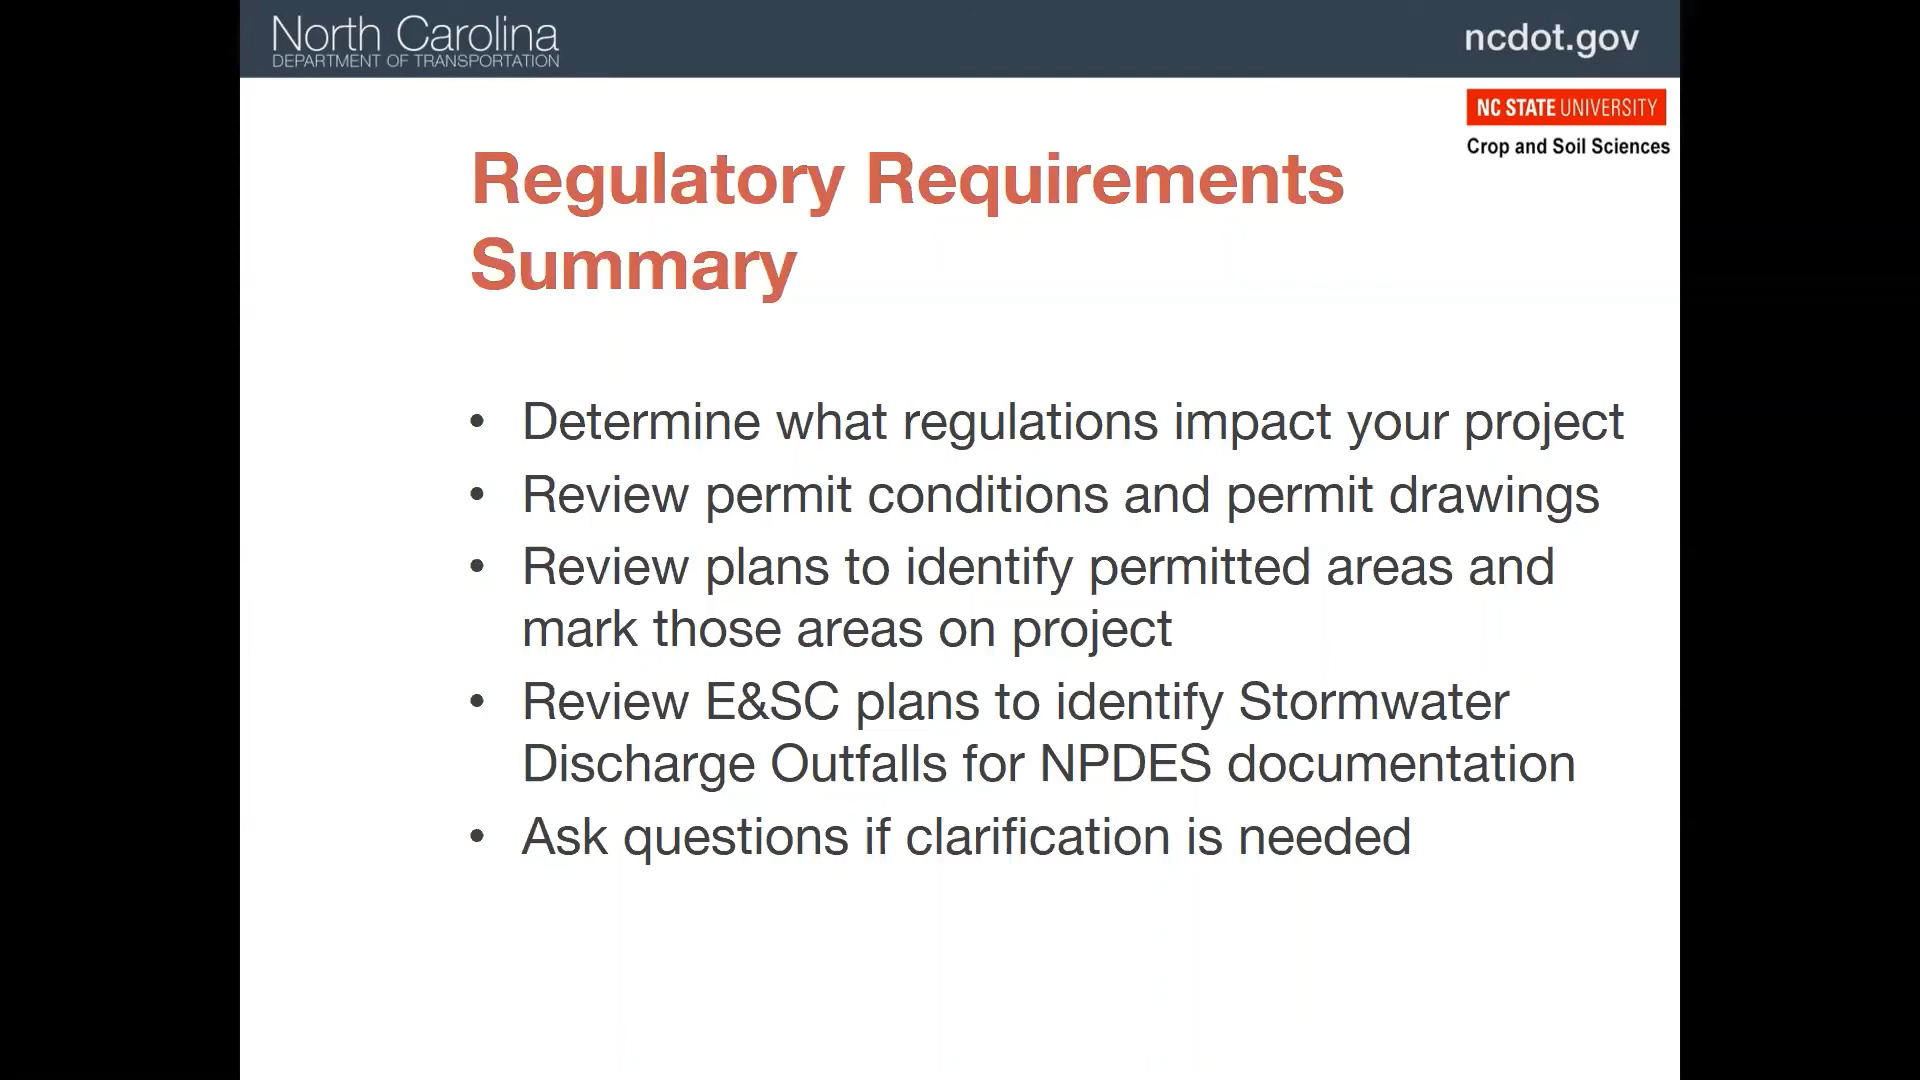 North Carolina
DEPARTMENT OF TRANSPORTATION
ncdot.gov
NC STATE UNIVERSITY
Crop and Soil Sciences
Regulatory Requirements
Summary
• Determine what regulations impact your project
• Review permit conditions and permit drawings
• Review plans to identify permitted areas and
mark those areas on project
• Review E&SC plans to identify Stormwater
Discharge Outfalls for NPDES documentation
• Ask questions if clarification is needed